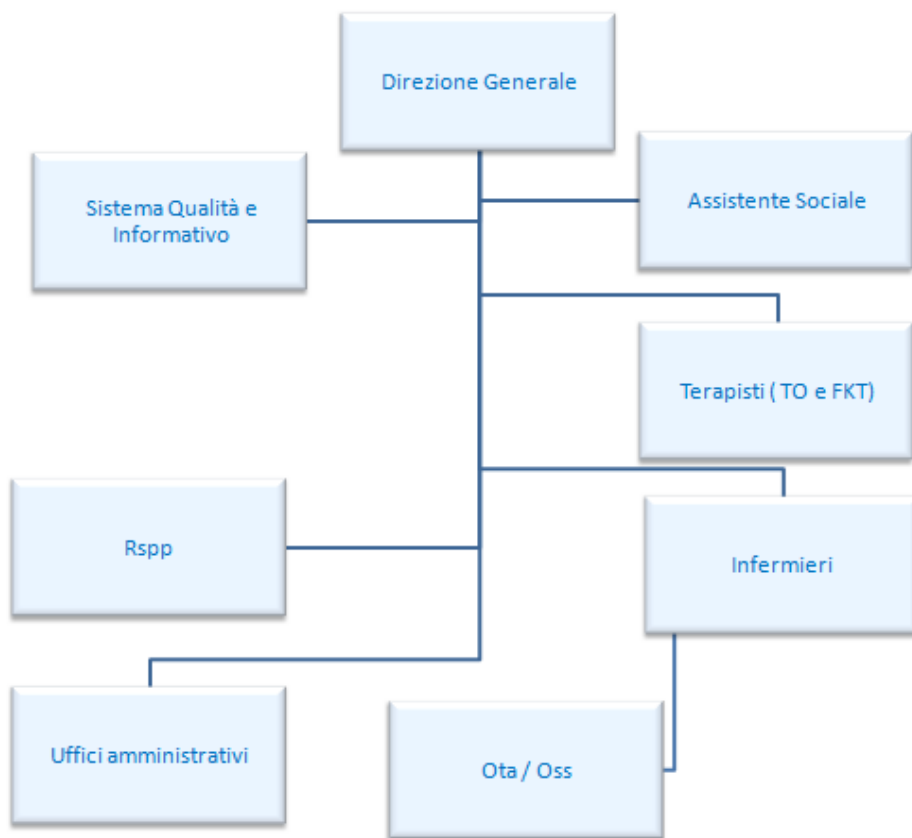 Direzione Generale
Sistema Qualità e
Informativo
Assistente Sociale
Terapisti ( TO e FKT)
Rspp
Infermieri
Uffici amministrativi
Ota / Oss